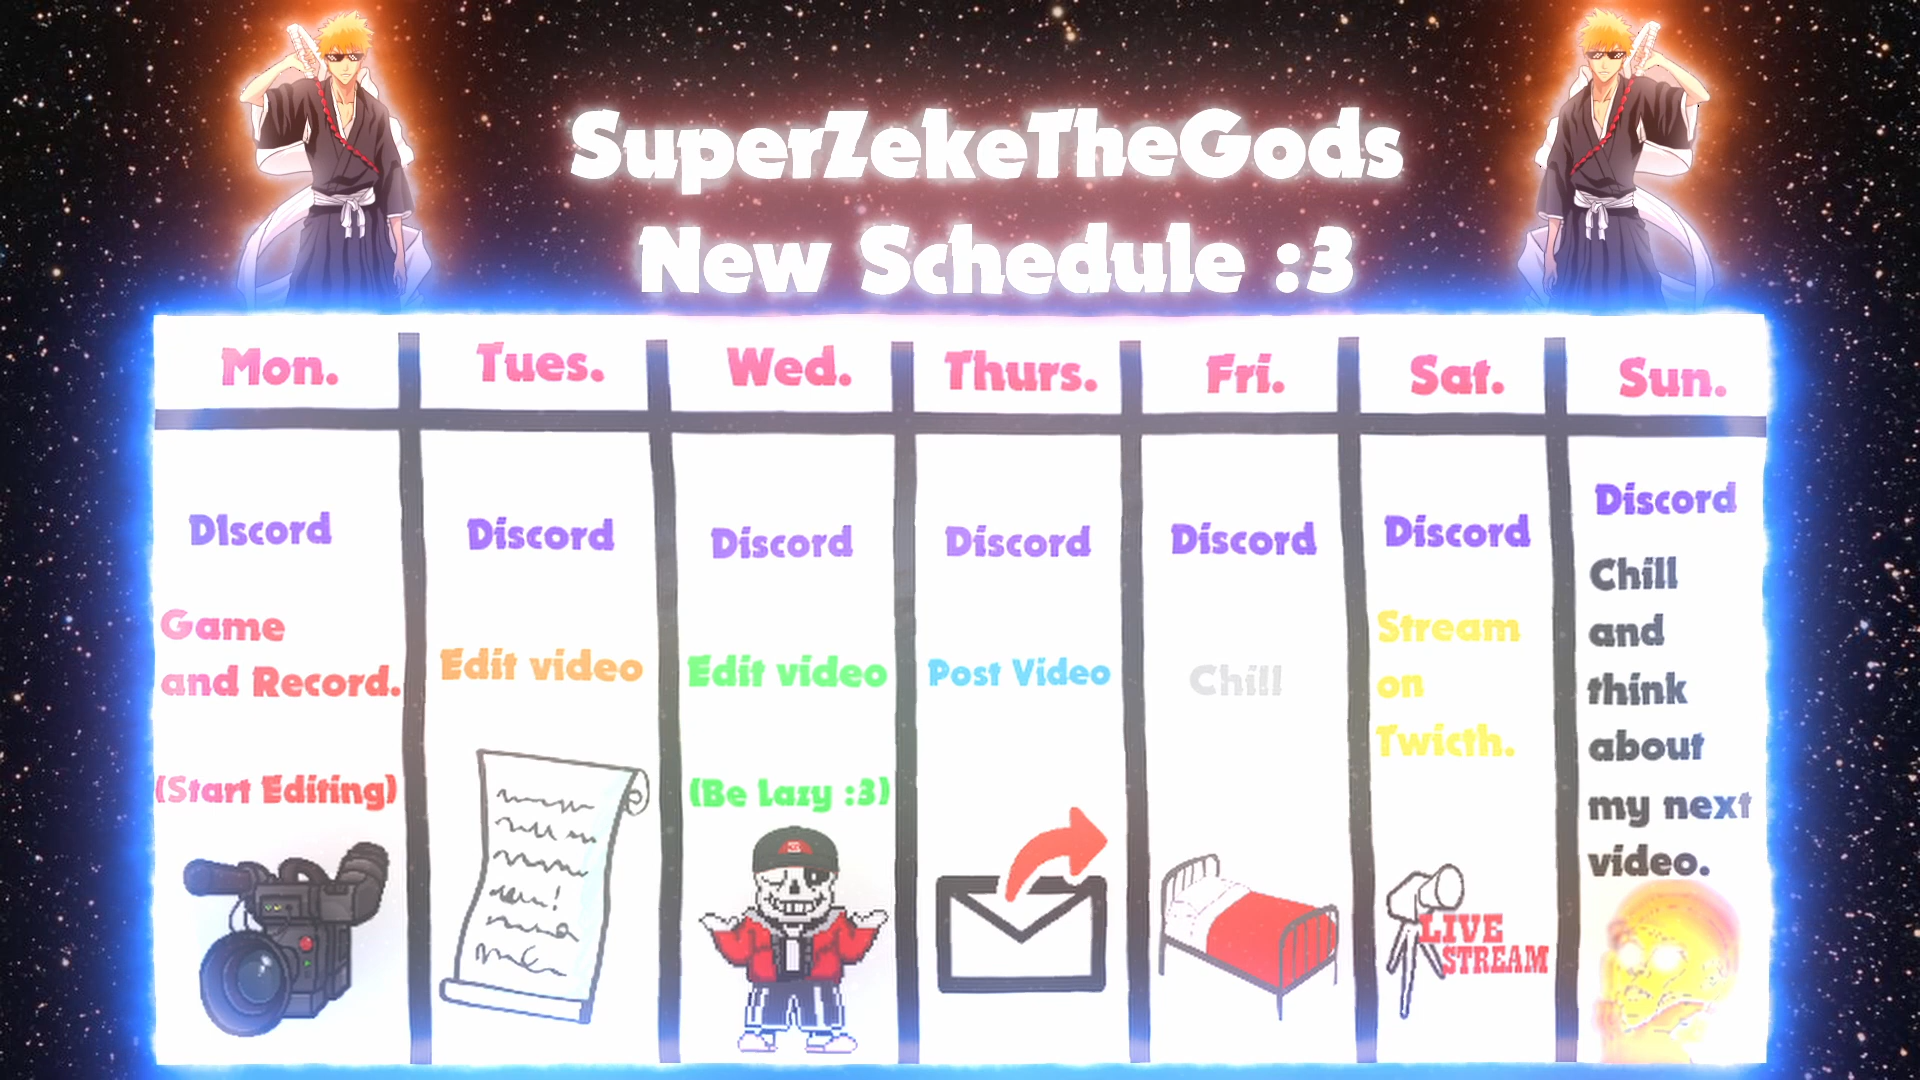 SuperZekeTheGods
New Schedule :3
Mon.
Tues.
Wed.
Thurs.
Fri.
Sat.
Sun.
DIscord
Game
and Record.
(Start Editing)
Discord
Edit video
Discord
Edit video
(Be Lazy :3)
Discord
Post Video
Discord
Chill
Discord
Stream
on
Twicth.
LIVE
STREAM
Discord
Chill
and
think
about
my next
video.